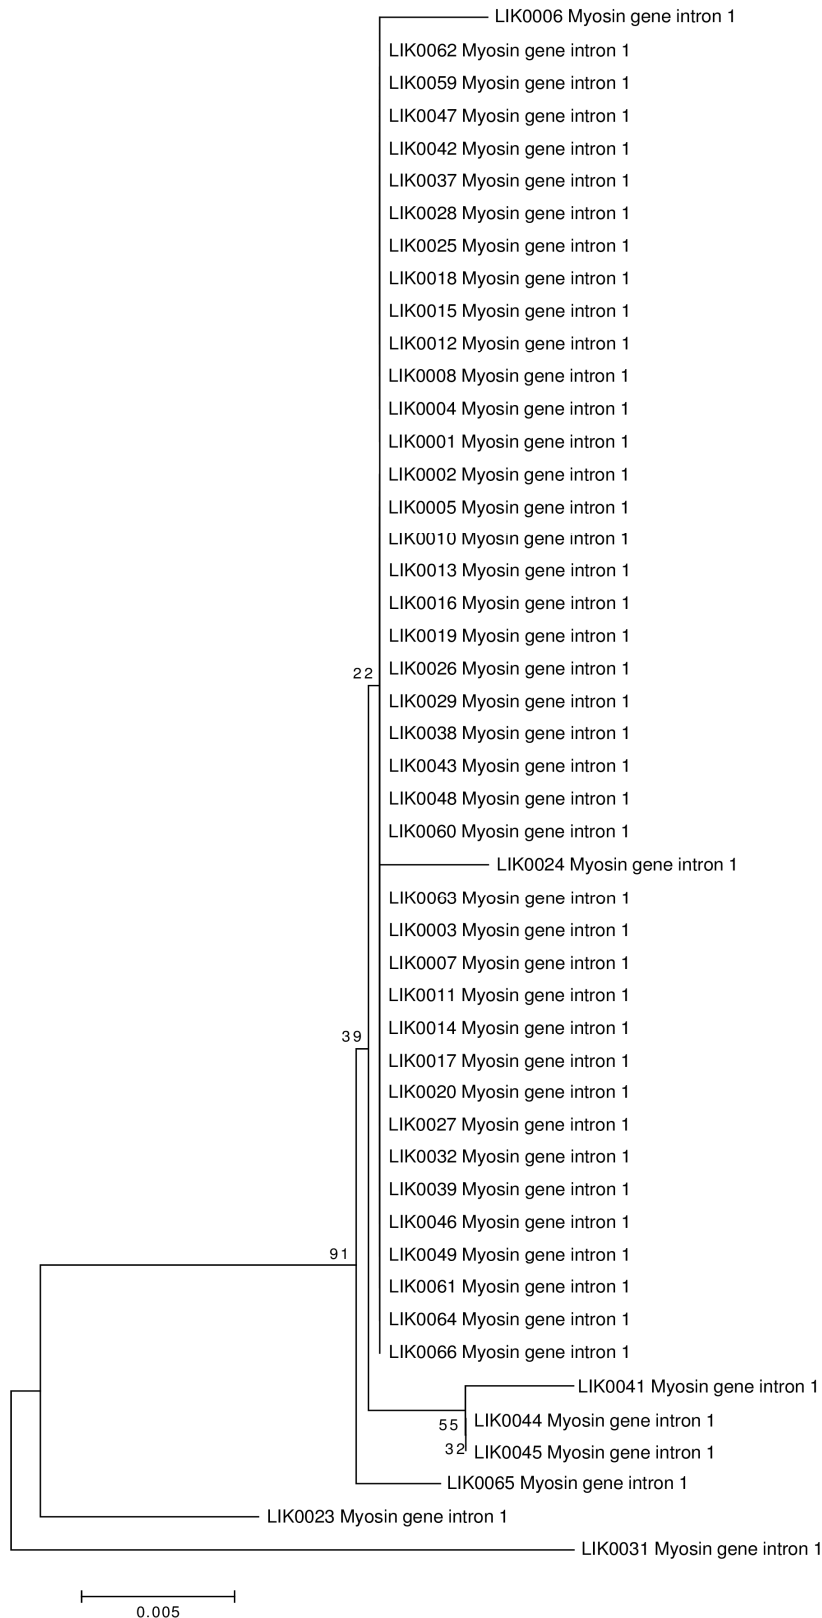 LIK0006 Myosin gene intron 1
LIK0062 Myosin gene intron 1
LIK0059 Myosin gene intron 1
LIK0047 Myosin gene intron 1
LIK0042 Myosin gene intron 1
LIK0037 Myosin gene intron 1
LIK0028 Myosin gene intron 1
LIK0025 Myosin gene intron 1
LIK0018 Myosin gene intron 1
LIK0015 Myosin gene intron 1
LIK0012 Myosin gene intron 1
LIK0008 Myosin gene intron 1
LIK0004 Myosin gene intron 1
LIK0001 Myosin gene intron 1
LIK0002 Myosin gene intron 1
LIK0005 Myosin gene intron 1
LIK0010 Myosin gene intron 1
LIK0013 Myosin gene intron 1
LIK0016 Myosin gene intron 1
LIK0019 Myosin gene intron 1
LIK0026 Myosin gene intron 1
22
LIK0029 Myosin gene intron 1
LIK0038 Myosin gene intron 1
LIK0043 Myosin gene intron 1
LIK0048 Myosin gene intron 1
LIK0060 Myosin gene intron 1
LIK0024 Myosin gene intron 1
LIK0063 Myosin gene intron 1
LIK0003 Myosin gene intron 1
LIK0007 Myosin gene intron 1
LIK0011 Myosin gene intron 1
LIK0014 Myosin gene intron 1
39
LIK0017 Myosin gene intron 1
LIK0020 Myosin gene intron 1
LIK0027 Myosin gene intron 1
LIK0032 Myosin gene intron 1
LIK0039 Myosin gene intron 1
LIK0046 Myosin gene intron 1
91
LIK0049 Myosin gene intron 1
LIK0061 Myosin gene intron 1
LIK0064 Myosin gene intron 1
LIK0066 Myosin gene intron 1
LIK0041 Myosin gene intron 1
55
LIK0044 Myosin gene intron 1
32
LIK0045 Myosin gene intron 1
LIK0065 Myosin gene intron 1
LIK0023 Myosin gene intron 1
LIK0031 Myosin gene intron 1
0.005